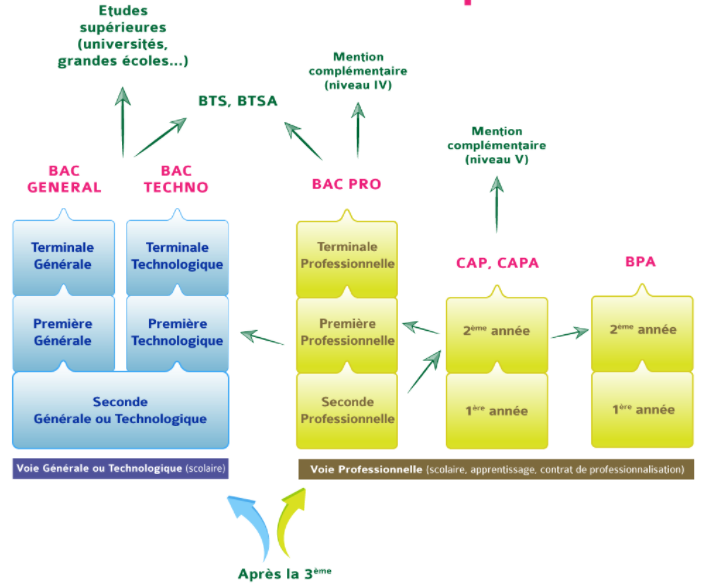 Etudes
supérieures
(universités,
grandes écoles...)
BTS, BTSA
Mention
complémentaire
(niveau IV)
Mention
complémentaire
(niveau V)
BAC
GENERAL
BAC
TECHNO
BAC PRO
CAP, CAPA
BPA
Terminale
Générale
Terminale
Technologique
Terminale
Professionnelle
Première
Générale
Première
Technologique
Première
Professionnelle
2ème année
2ème année
Seconde
Générale ou Technologique
Seconde
Professionnelle
1ère année
1ère année
Voie Générale ou Technologique (scolaire)
Voie Professionnelle (scolaire, apprentissage, contrat de professionnalisation)
Après la 3ème